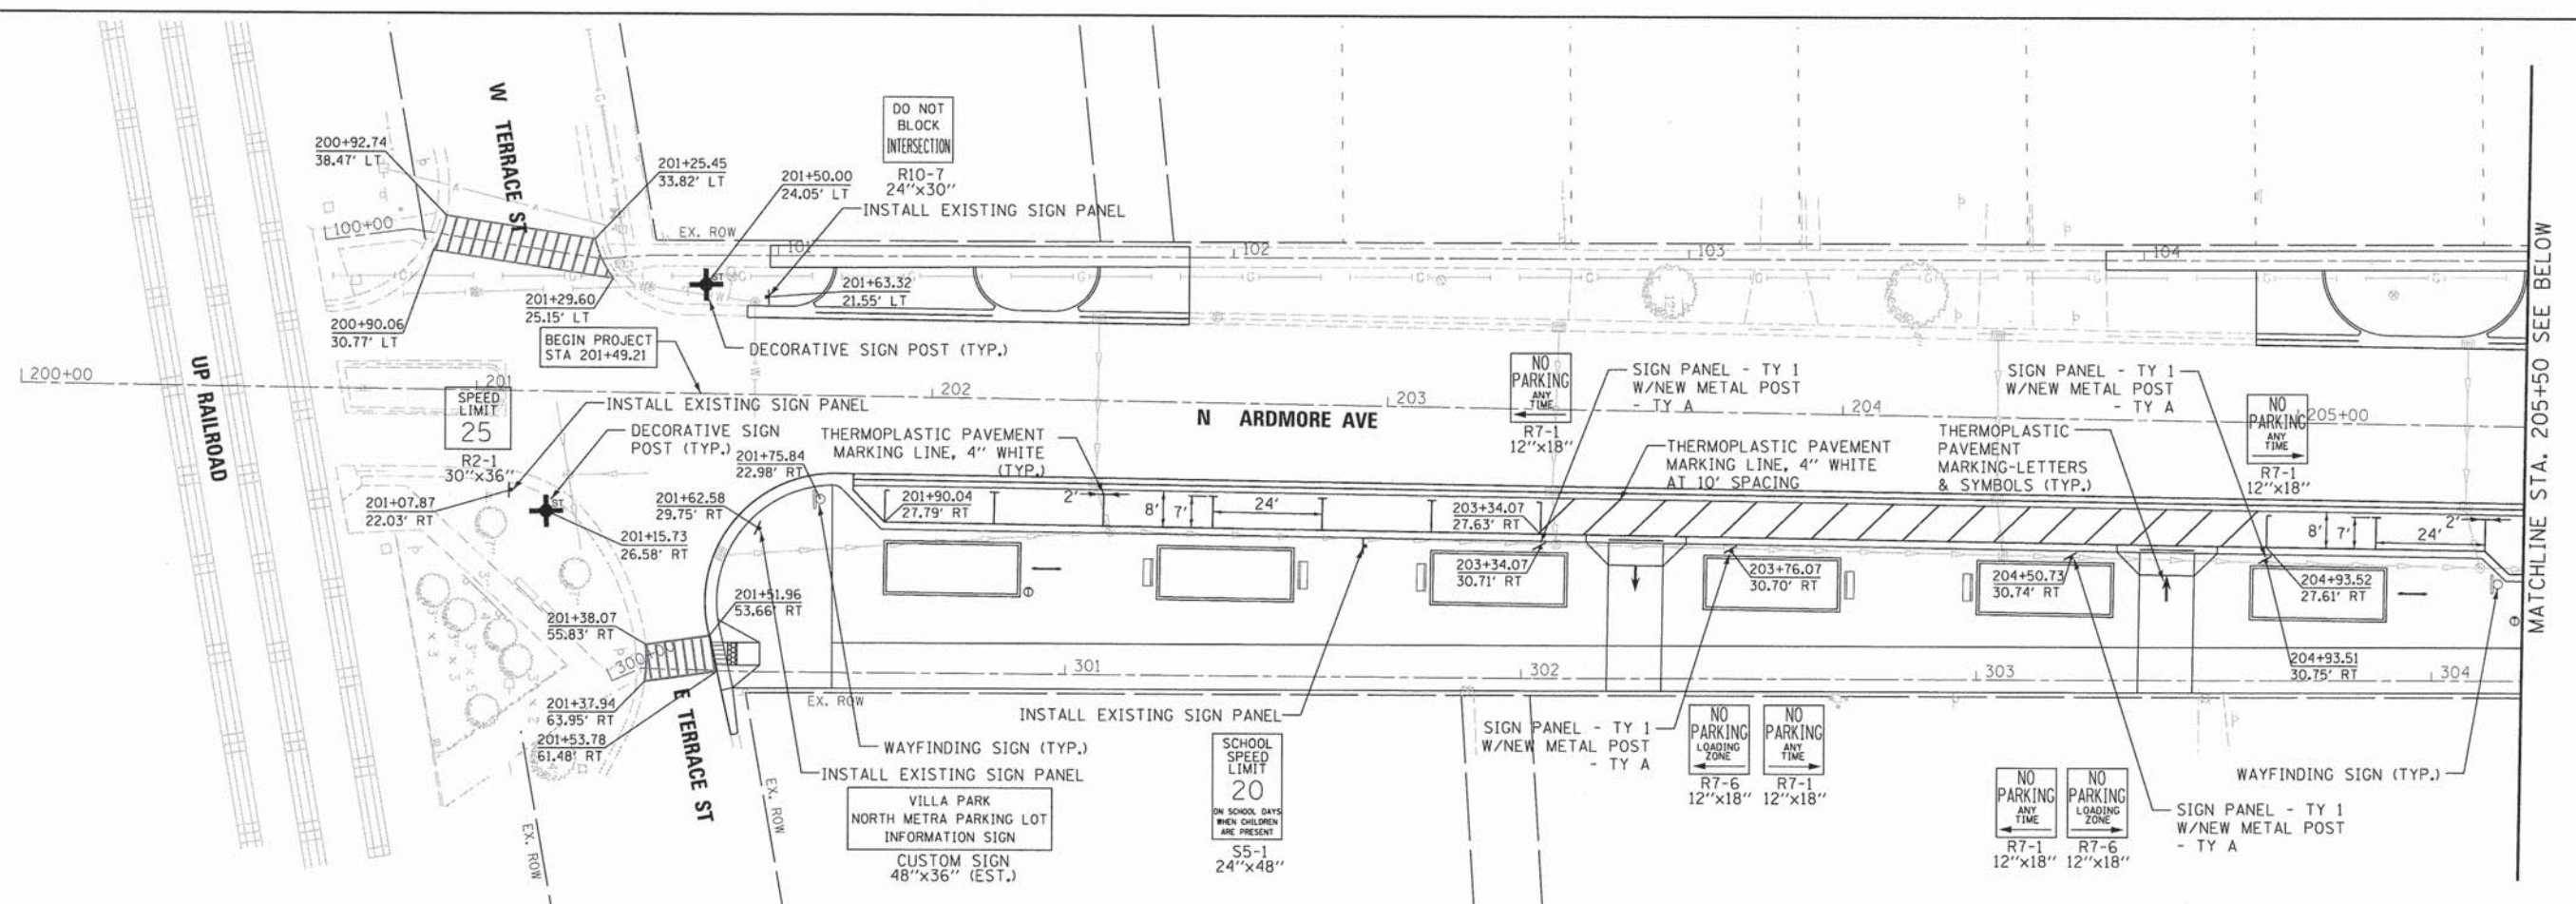 W TERRACE ST
200+92.74
38.47' LT
201+25.45
33.82' LT
201+50.00
24.05' LT
DO NOT
BLOCK
INTERSECTION
R10-7
24"x30"
INSTALL EXISTING SIGN PANEL
100+00
EX. ROW
101
102
103
104
201+63.32
21.55' LT
201+29.60
25.15' LT
200+90.06
30.77' LT
ST
BEGIN PROJECT
STA 201+49.21
DECORATIVE SIGN POST (TYP.)
UP RAILROAD
200+00
201
202
203
204
205+00
N ARDMORE AVE
SPEED
LIMIT
25
R2-1
30"x36"
INSTALL EXISTING SIGN PANEL
DECORATIVE SIGN
POST (TYP.)
201+07.87
22.03' RT
ST
201+15.73
26.58' RT
201+62.58
29.75' RT
201+75.84
22.98' RT
THERMOPLASTIC PAVEMENT
MARKING LINE, 4" WHITE
(TYP.)
201+90.04
27.79' RT
2'
8'
7'
24'
203+34.07
27.63' RT
NO
PARKING
ANY
TIME
R7-1
12"x18"
SIGN PANEL - TY 1
W/NEW METAL POST
- TY A
THERMOPLASTIC PAVEMENT
MARKING LINE, 4" WHITE
AT 10' SPACING
SIGN PANEL - TY 1
W/NEW METAL POST
- TY A
THERMOPLASTIC
PAVEMENT
MARKING-LETTERS
& SYMBOLS (TYP.)
NO
PARKING
ANY
TIME
R7-1
12"x18"
8'
7'
24'
2'
MATCHLINE STA. 205+50 SEE BELOW
203+34.07
30.71' RT
203+76.07
30.70' RT
204+50.73
30.74' RT
204+93.52
27.61' RT
204+93.51
30.75' RT
201+51.96
53.66' RT
201+38.07
55.83' RT
300+00
301
302
303
304
201+37.94
63.95' RT
201+53.78
61.48' RT
E TERRACE ST
EX. ROW
EX. ROW
EX. ROW
WAYFINDING SIGN (TYP.)
INSTALL EXISTING SIGN PANEL
VILLA PARK
NORTH METRA PARKING LOT
INFORMATION SIGN
CUSTOM SIGN
48"x36" (EST.)
INSTALL EXISTING SIGN PANEL
SCHOOL
SPEED
LIMIT
20
ON SCHOOL DAYS
WHEN CHILDREN
ARE PRESENT
S5-1
24"x48"
SIGN PANEL - TY 1
W/NEW METAL POST
- TY A
NO
PARKING
LOADING
ZONE
R7-6
12"x18"
NO
PARKING
ANY
TIME
R7-1
12"x18"
NO
PARKING
ANY
TIME
R7-1
12"x18"
NO
PARKING
LOADING
ZONE
R7-6
12"x18"
SIGN PANEL - TY 1
W/NEW METAL POST
- TY A
WAYFINDING SIGN (TYP.)